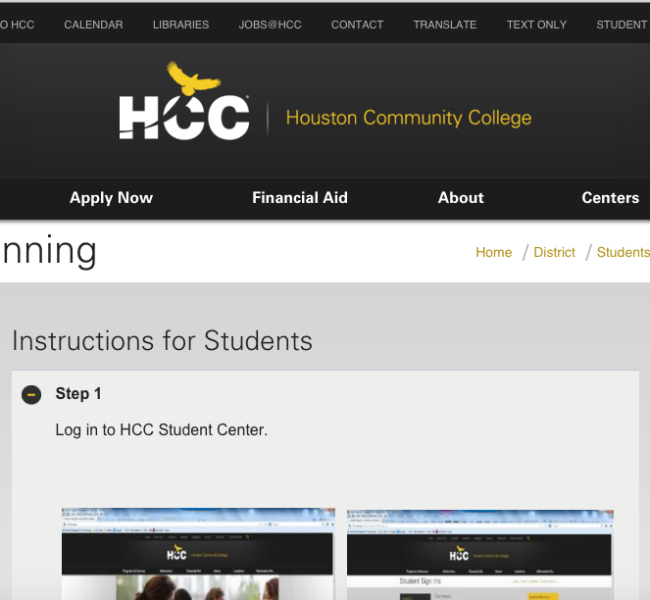 O HCC CALENDAR LIBRARIES JOBS@HCC CONTACT TRANSLATE TEXT ONLY STUDENT
HCC Houston Community College
Apply Now Financial Aid About Centers
nning
Home / District / Students
Instructions for Students
Step 1
Log in to HCC Student Center.
HCC Houston Community College
HCC Houston Community College
Student Sign Ins